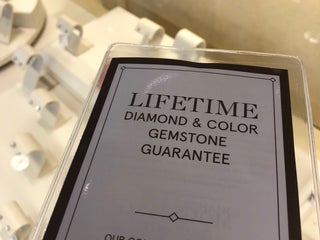 LIFETIME
DIAMOND & COLOR
GEMSTONE
GUARANTEE